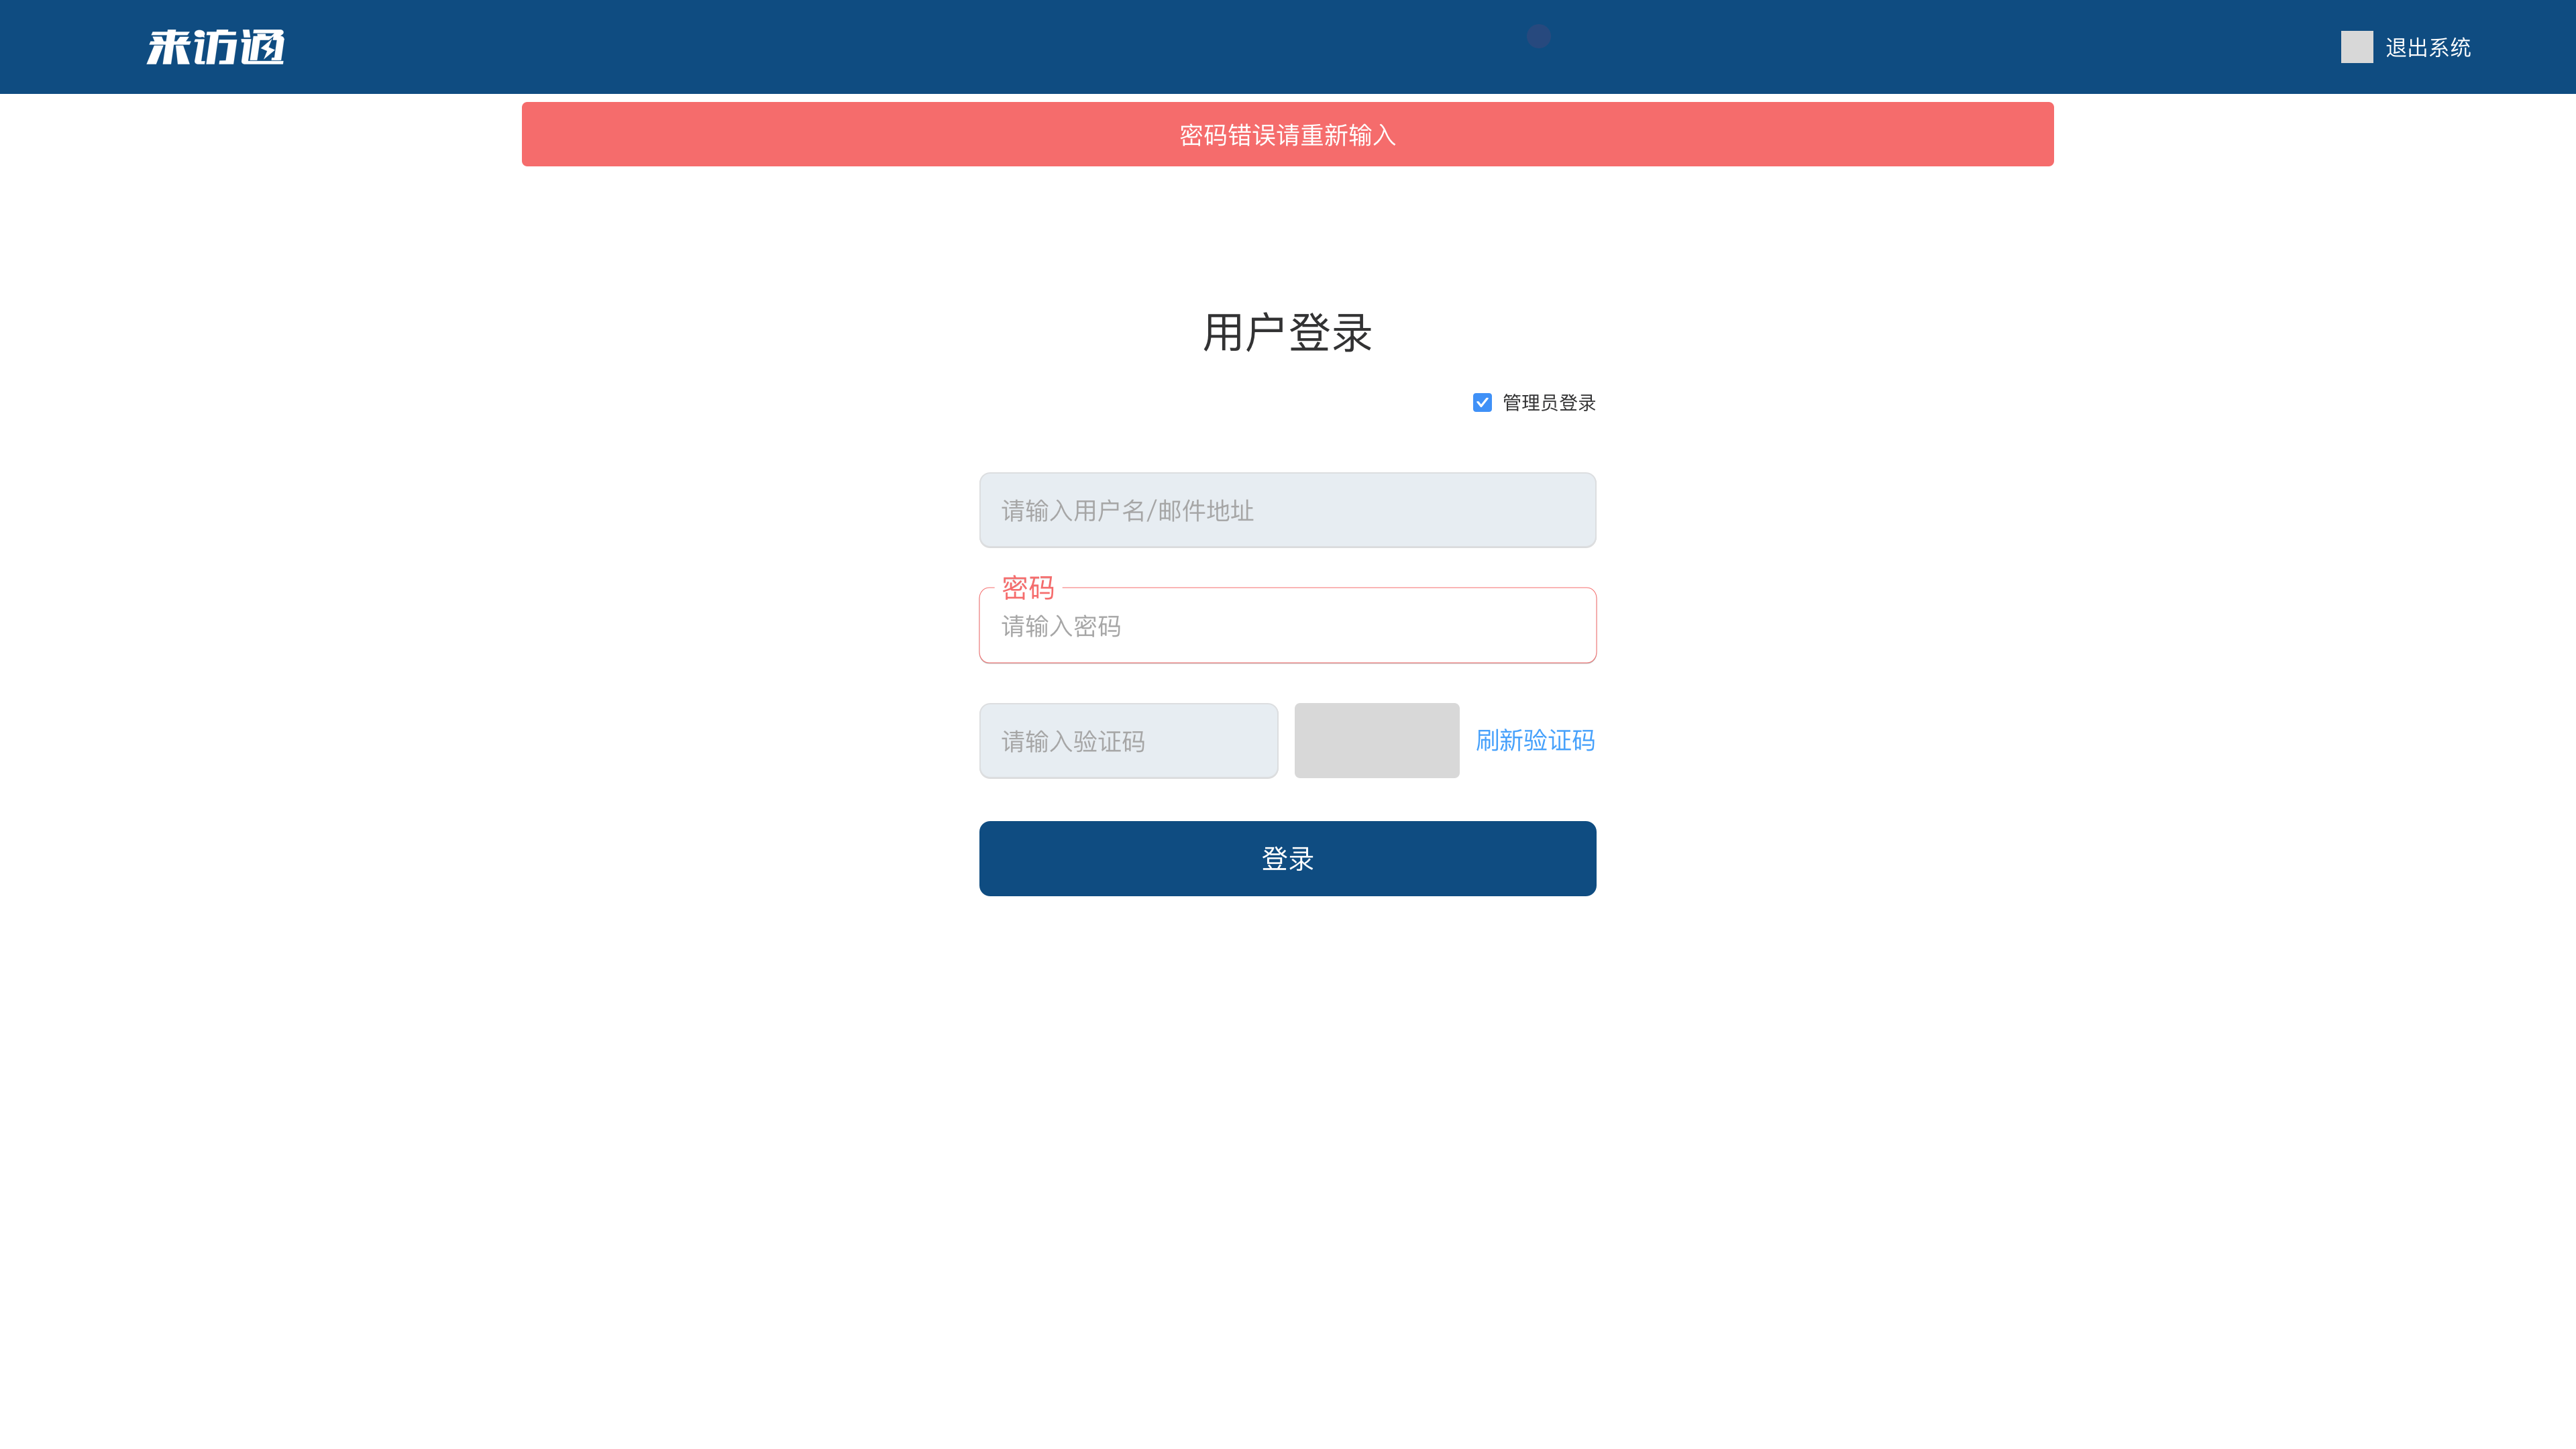 来访通
退出系统
密码错误请重新输入
用户登录
管理员登录
请输入用户名/邮件地址
密码
请输入密码
请输入验证码
刷新验证码
登录